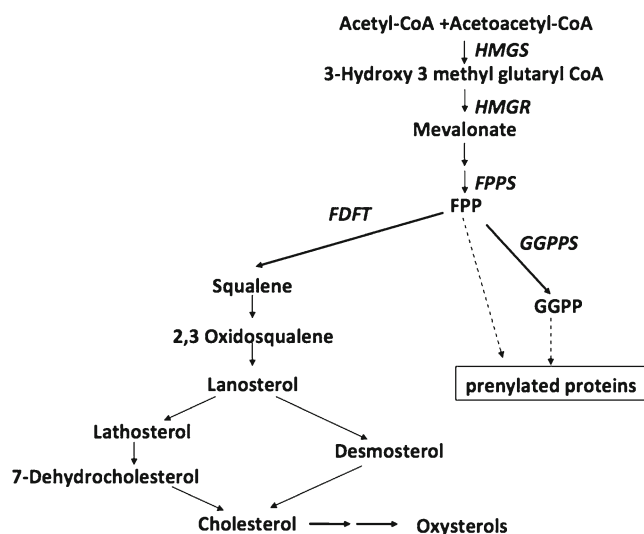 Acetyl-CoA +Acetoacetyl-CoA
HMGS
3-Hydroxy 3 methyl glutaryl CoA
HMGR
Mevalonate
FPPS
FPP
FDFT
GGPPS
Squalene
GGPP
2,3 Oxidosqualene
Lanosterol
prenylated proteins
Lathosterol
Desmosterol
7-Dehydrocholesterol
Cholesterol
Oxysterols